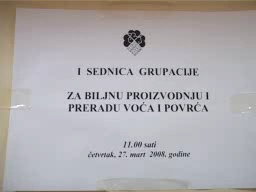 I SEDNICA GRUPACIJE
ZA BILJNU PROIZVODNJU I
PRERADU VOĆA I POVRĆA
11.00 sati
četvrtak, 27. mart 2008. godine